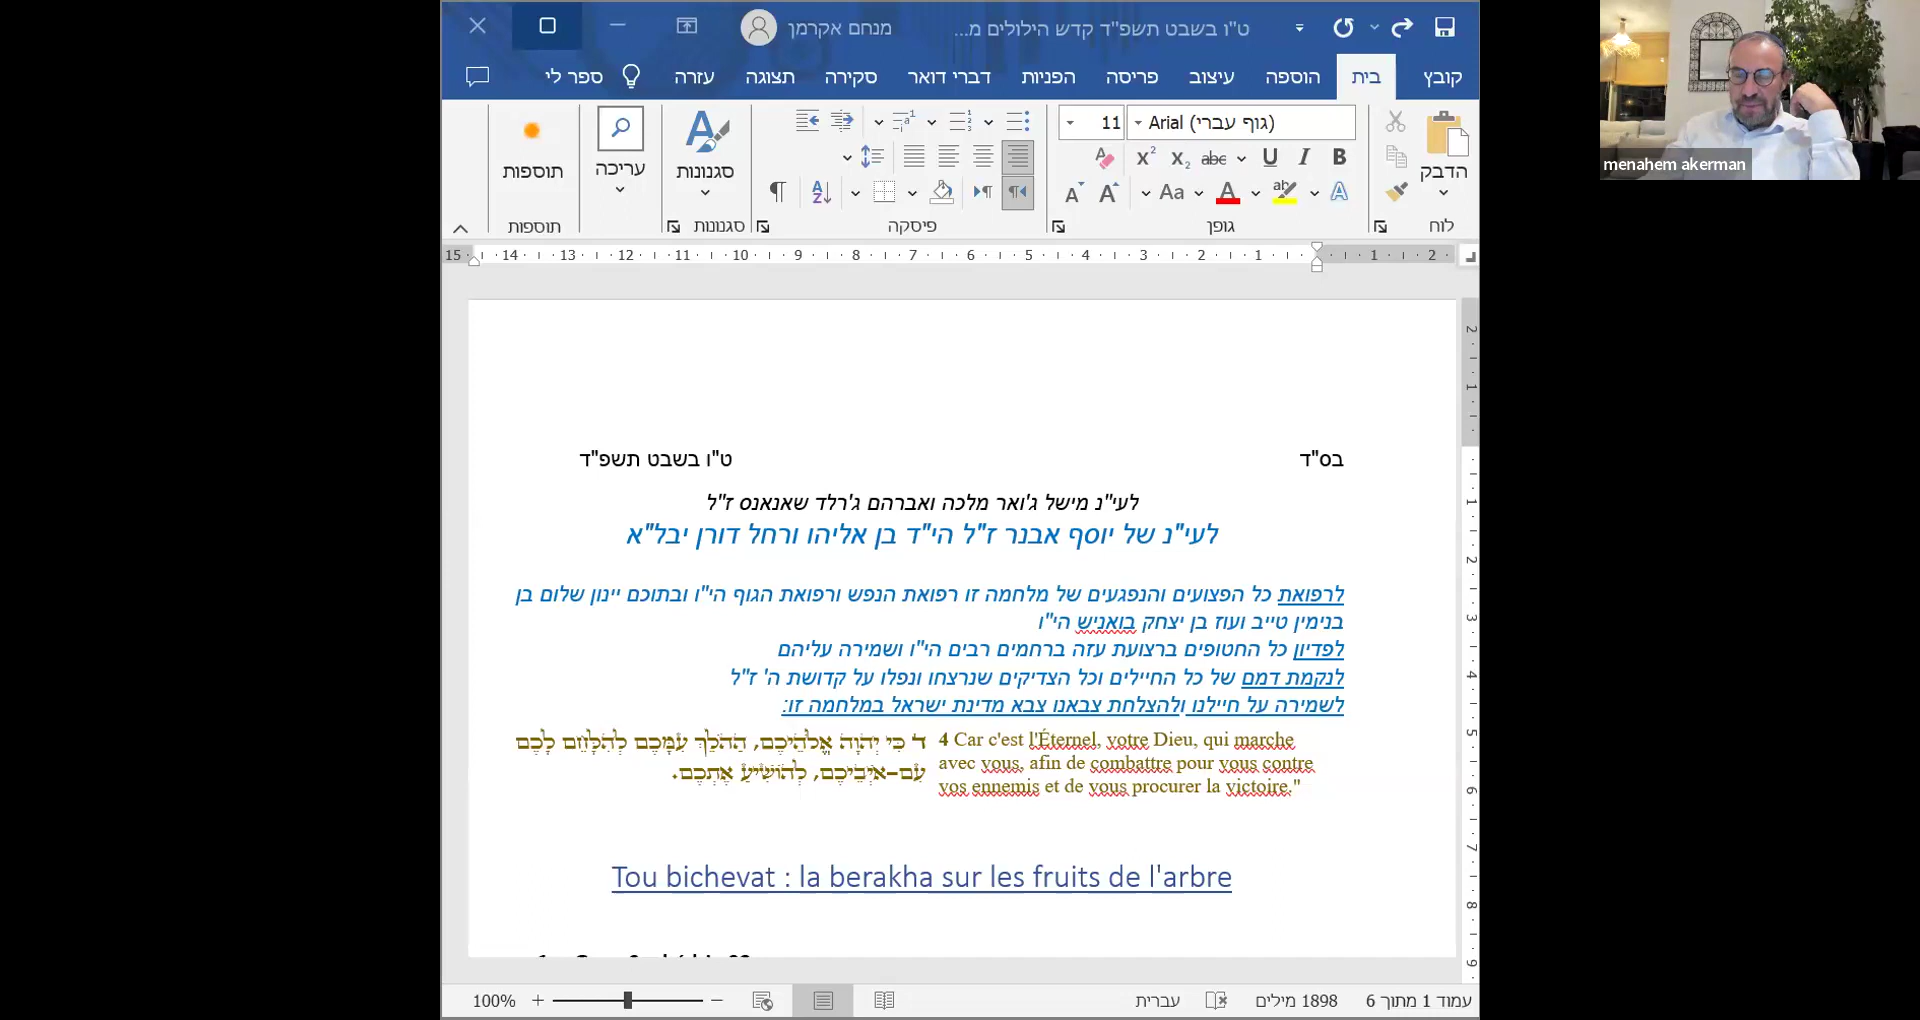 ט"ו בשבט תשפ"ד קדש הילולים מ...
מנחם אקרמן
קובץ בית הוספה עיצוב פריסה הפניות דברי דואר סקירה תצוגה עזרה ספר לי
Arial (גוף עברי) 11
הדבק
סגנונות
עריכה
תוספות
לוח גופן פיסקה סגנונות תוספות
menahem akerman
בס"ד ט"ו בשבט תשפ"ד
לעי"נ מישל ג'ואר מלכה ואברהם ג'רלד שאנאנס ז"ל
לעי"נ של יוסף אבנר ז"ל הי"ד בן אליהו ורחל דורן יבל"א
לרפואת כל הפצועים והנפגעים של מלחמה זו רפואת הנפש ורפואת הגוף הי"ו ובתוכם יינון שלום בן
בנימין טייב ועוז בן יצחק בואניש הי"ו
לפדיון כל החטופים ברצועת עזה ברחמים רבים הי"ו ושמירה עליהם
לנקמת דמם של כל החיילים וכל הצדיקים שנרצחו ונפלו על קדושת ה' ז"ל
לשמירה על חיילנו ולהצלחת צבאנו צבא מדינת ישראל במלחמה זו:
ד כִּי יְהוָה אֱלֹהֵיכֶם, הַהֹלֵךְ עִמָּכֶם לְהִלָּחֵם לָכֶם
עִם-אֹיְבֵיכֶם, לְהוֹשִׁיעַ אֶתְכֶם.
4 Car c'est l'Éternel, votre Dieu, qui marche
avec vous, afin de combattre pour vous contre
vos ennemis et de vous procurer la victoire."
Tou bichevat : la berakha sur les fruits de l'arbre
עמוד 1 מתוך 6 1898 מילים עברית 100%